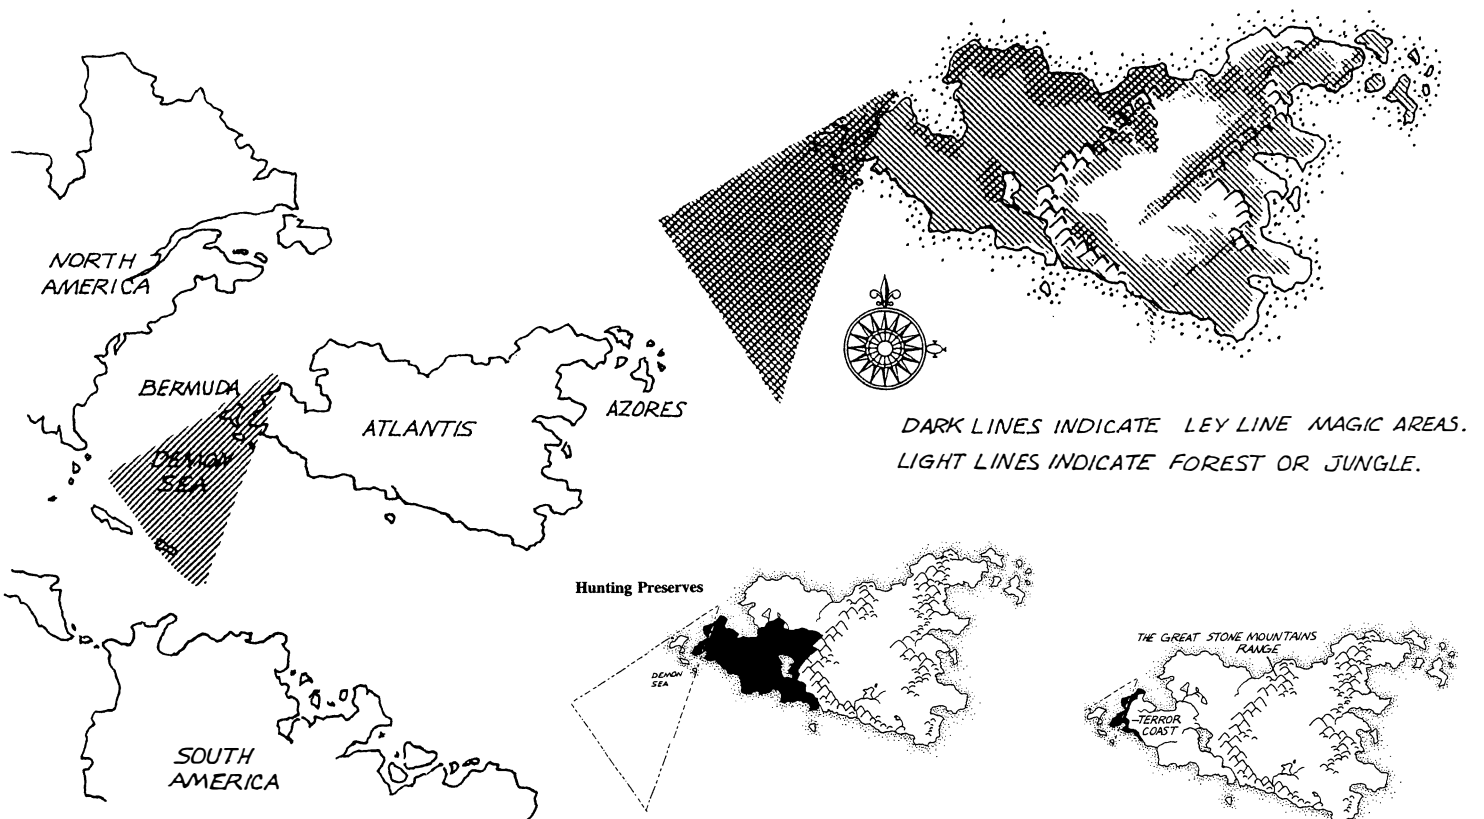 NORTH
AMERICA
BERMUDA
DEMON
SEA
ATLANTIS
AZORES
SOUTH
AMERICA
DARK LINES INDICATE LEY LINE MAGIC AREAS.
LIGHT LINES INDICATE FOREST OR JUNGLE.
Hunting Preserves
DEMON
SEA
THE GREAT STONE MOUNTAINS
RANGE
TERROR
COAST